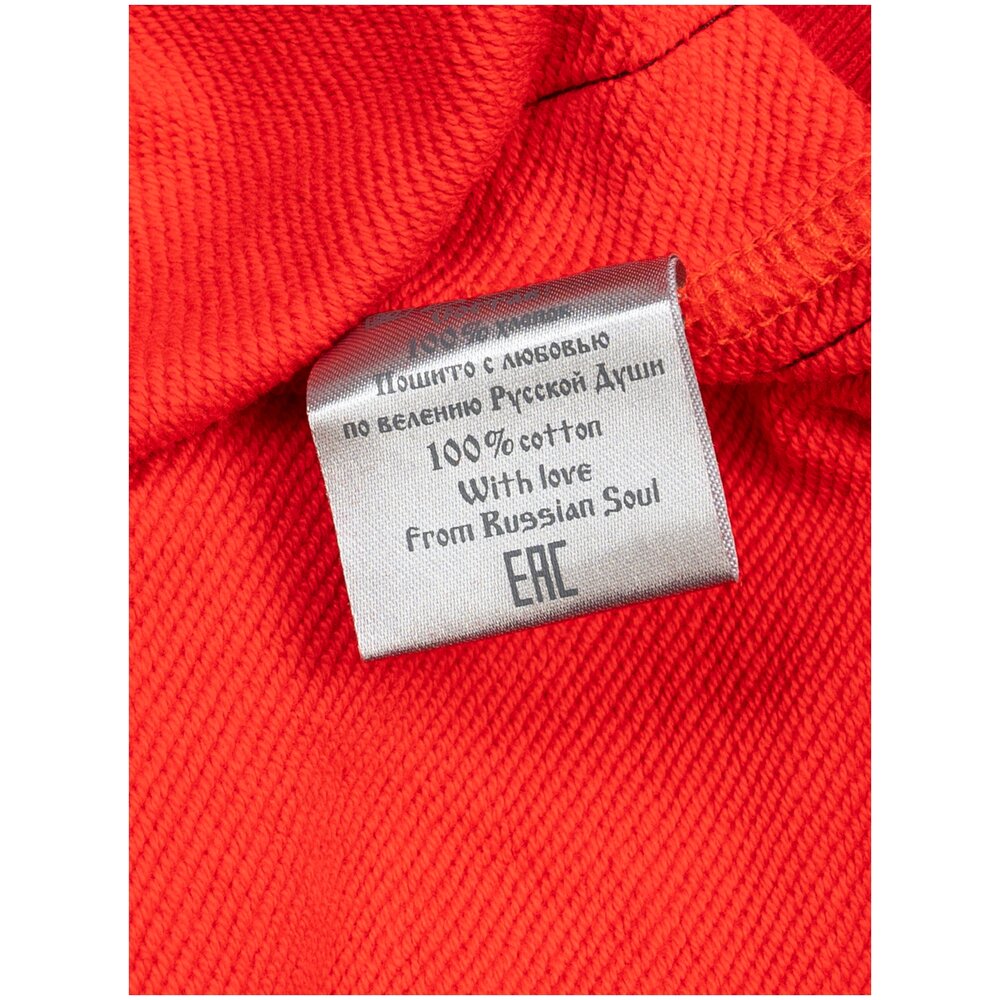 100% хлопок
Пошито с любовью
по велению Русской Души
100% cotton
With love
from Russian Soul
EAC